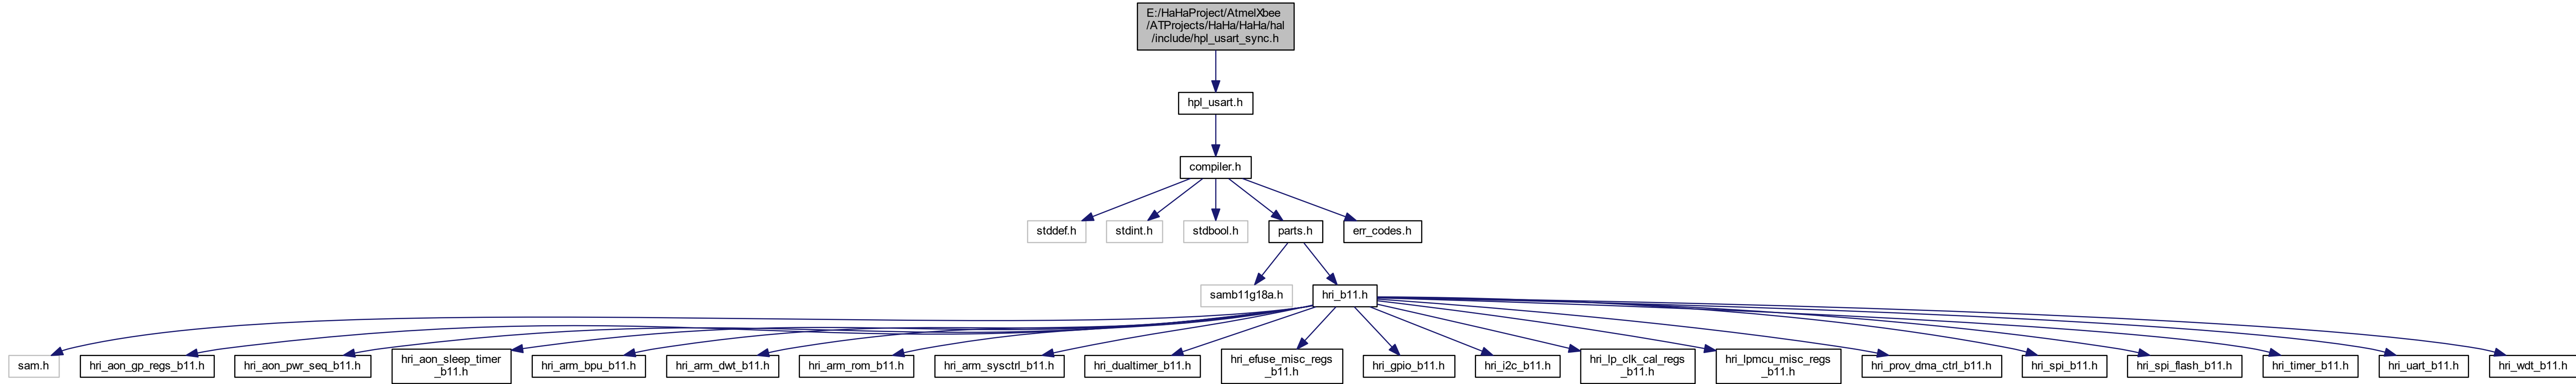 E:/HaHaProject/AtmelXbee
/ATProjects/HaHa/HaHa/hal
/include/hpl_usart_sync.h
hpl_usart.h
compiler.h
stddef.h
stdint.h
stdbool.h
parts.h
err_codes.h
samb11g18a.h
hri_b11.h
sam.h
hri_aon_gp_regs_b11.h
hri_aon_pwr_seq_b11.h
hri_aon_sleep_timer
_b11.h
hri_arm_bpu_b11.h
hri_arm_dwt_b11.h
hri_arm_rom_b11.h
hri_arm_sysctrl_b11.h
hri_dualtimer_b11.h
hri_efuse_misc_regs
_b11.h
hri_gpio_b11.h
hri_i2c_b11.h
hri_lp_clk_cal_regs
_b11.h
hri_lpmcu_misc_regs
_b11.h
hri_prov_dma_ctrl_b11.h
hri_spi_b11.h
hri_spi_flash_b11.h
hri_timer_b11.h
hri_uart_b11.h
hri_wdt_b11.h